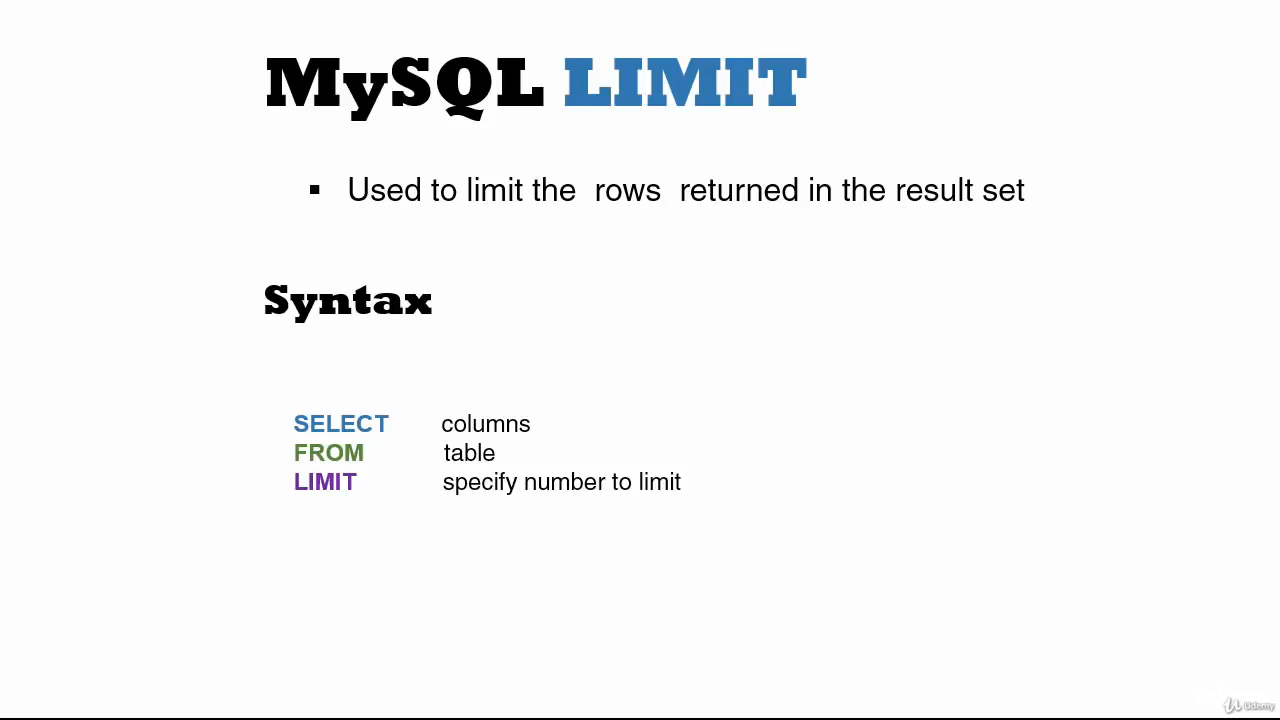 MySQL LIMIT
▪ Used to limit the rows returned in the result set
Syntax
SELECT columns
FROM table
LIMIT specify number to limit
Udemy